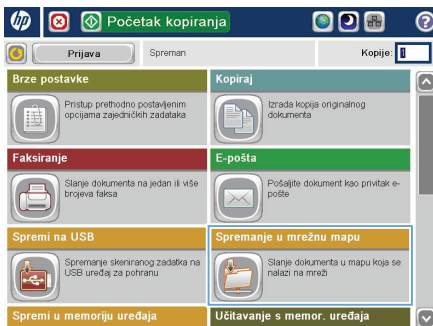 hp
Početak kopiranja
?
Prijava
Spreman
Kopije: 1
Brze postavke
Pristup prethodno postavljenim
opcijama zajedničkih zadataka
Kopiraj
Izrada kopija originalnog
dokumenta
Faksiranje
Slanje dokumenta na jedan ili više
brojeva faksa
E-pošta
Pošaljite dokument kao privitak e-
pošte
Spremi na USB
Spremanje skeniranog zadatka na
USB uređaj za pohranu
Spremanje u mrežnu mapu
Slanje dokumenta u mapu koja se
nalazi na mreži
Spremi u memoriju uređaja
Učitavanje s memor. uređaja